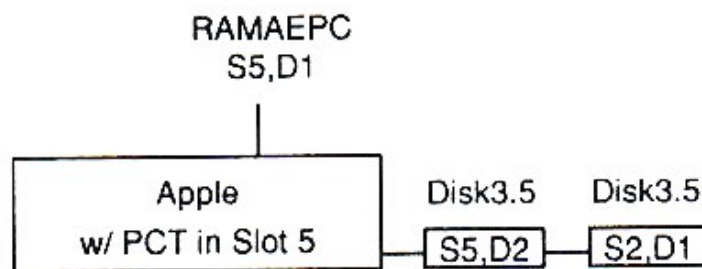 RAMAEPC
S5,D1
Apple
w/ PCT in Slot 5
Disk3.5 Disk3.5
S5,D2 S2,D1